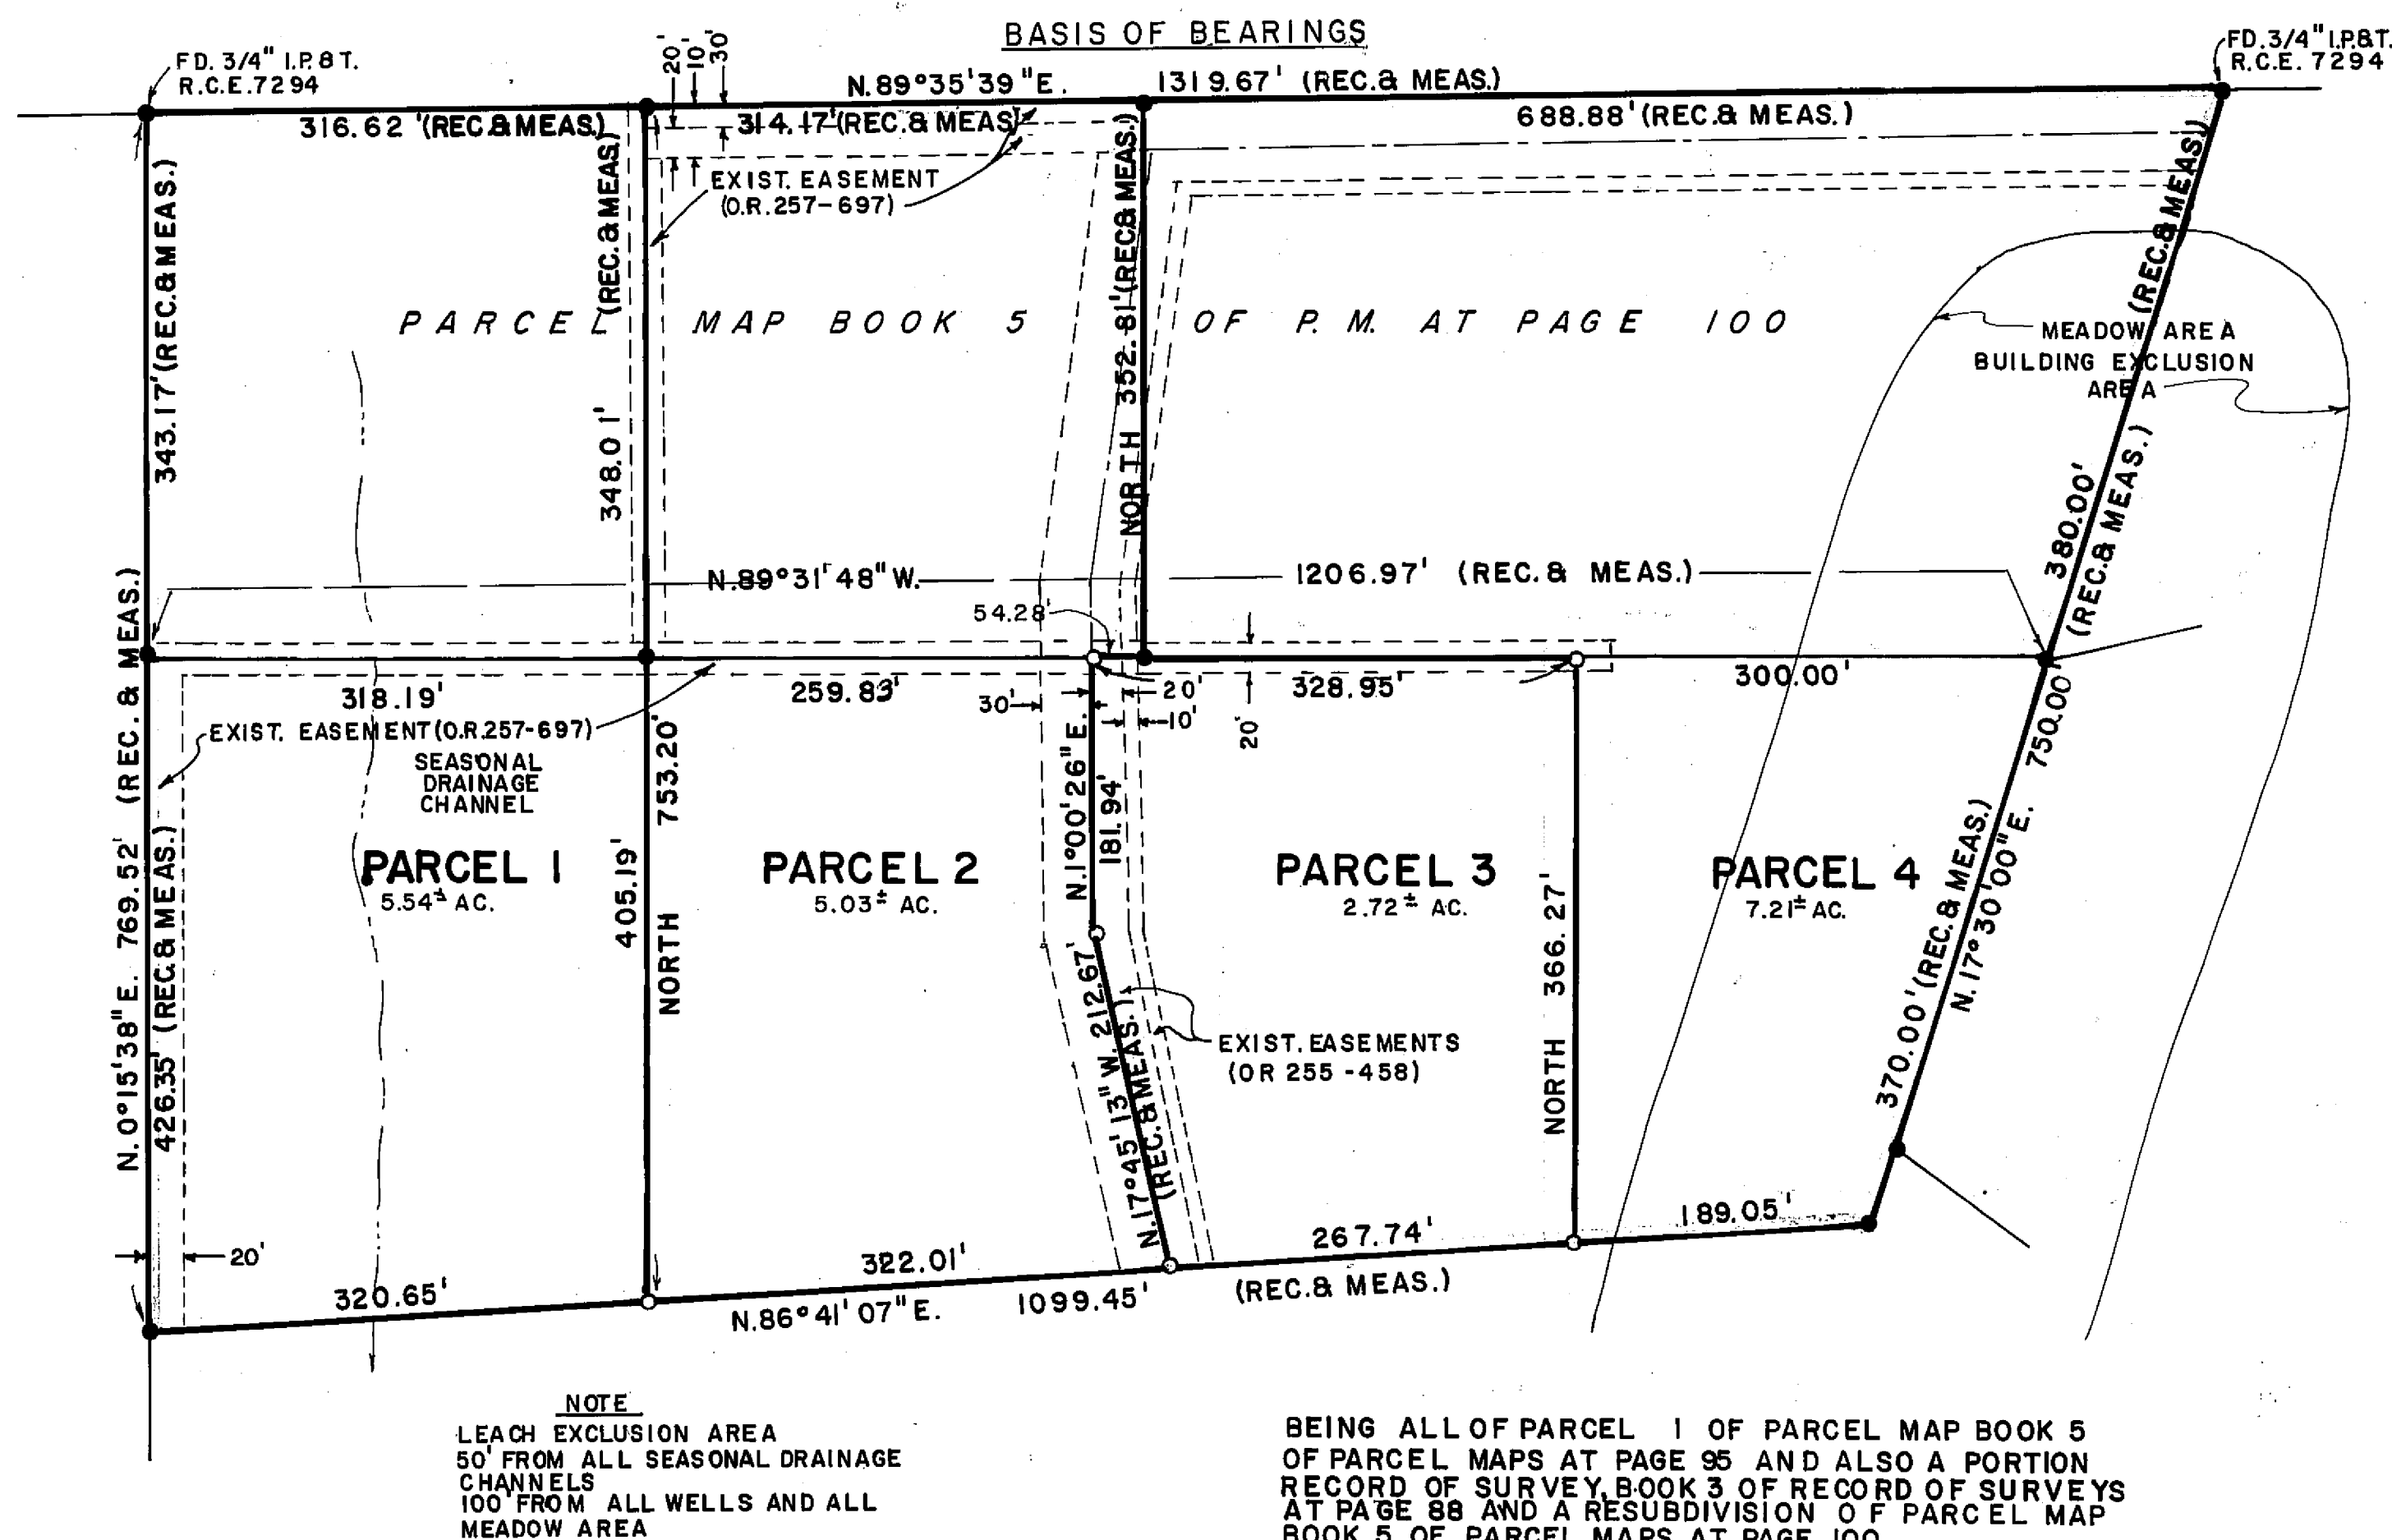 BASIS OF BEARINGS
FD. 3/4" I.P. & T.
R.C.E. 7294
20'
10'
30'
N.89°35'39"E. 1319.67' (REC. & MEAS.)
FD. 3/4" I.P. & T.
R.C.E. 7294
316.62' (REC. & MEAS.)
314.17' (REC. & MEAS.)
688.88' (REC. & MEAS.)
EXIST. EASEMENT
(O.R. 257-697)
343.17' (REC. & MEAS.)
348.01' (REC. & MEAS.)
NORTH 352.81' (REC & MEAS.)
PARCEL MAP BOOK 5 OF P.M. AT PAGE 100
MEADOW AREA
BUILDING EXCLUSION
AREA
380.00' (REC. & MEAS.)
N.89°31'48"W. 1206.97' (REC. & MEAS.)
54.28'
318.19'
259.83'
328.95'
300.00'
30'
20'
10'
20'
EXIST. EASEMENT (O.R. 257-697)
SEASONAL
DRAINAGE
CHANNEL
N.0°15'38"E. 769.52' (REC. & MEAS.)
426.35' (REC. & MEAS.)
405.19'
NORTH 753.20'
N.1°00'26"E.
181.94'
N.17°30'00"E. 750.00' (REC. & MEAS.)
370.00' (REC. & MEAS.)
PARCEL 1
5.54± AC.
PARCEL 2
5.03± AC.
PARCEL 3
2.72± AC.
PARCEL 4
7.21± AC.
N.17°45'13"W. 212.67'
(REC. & MEAS.)
EXIST. EASEMENTS
(OR 255-458)
NORTH 366.27'
20'
320.65'
322.01'
267.74'
189.05'
N.86°41'07"E. 1099.45' (REC. & MEAS.)
NOTE
LEACH EXCLUSION AREA
50' FROM ALL SEASONAL DRAINAGE
CHANNELS
100' FROM ALL WELLS AND ALL
MEADOW AREA
BEING ALL OF PARCEL 1 OF PARCEL MAP BOOK 5
OF PARCEL MAPS AT PAGE 95 AND ALSO A PORTION
RECORD OF SURVEY, BOOK 3 OF RECORD OF SURVEYS
AT PAGE 88 AND A RESUBDIVISION OF PARCEL MAP
BOOK 5 OF PARCEL MAPS AT PAGE 100